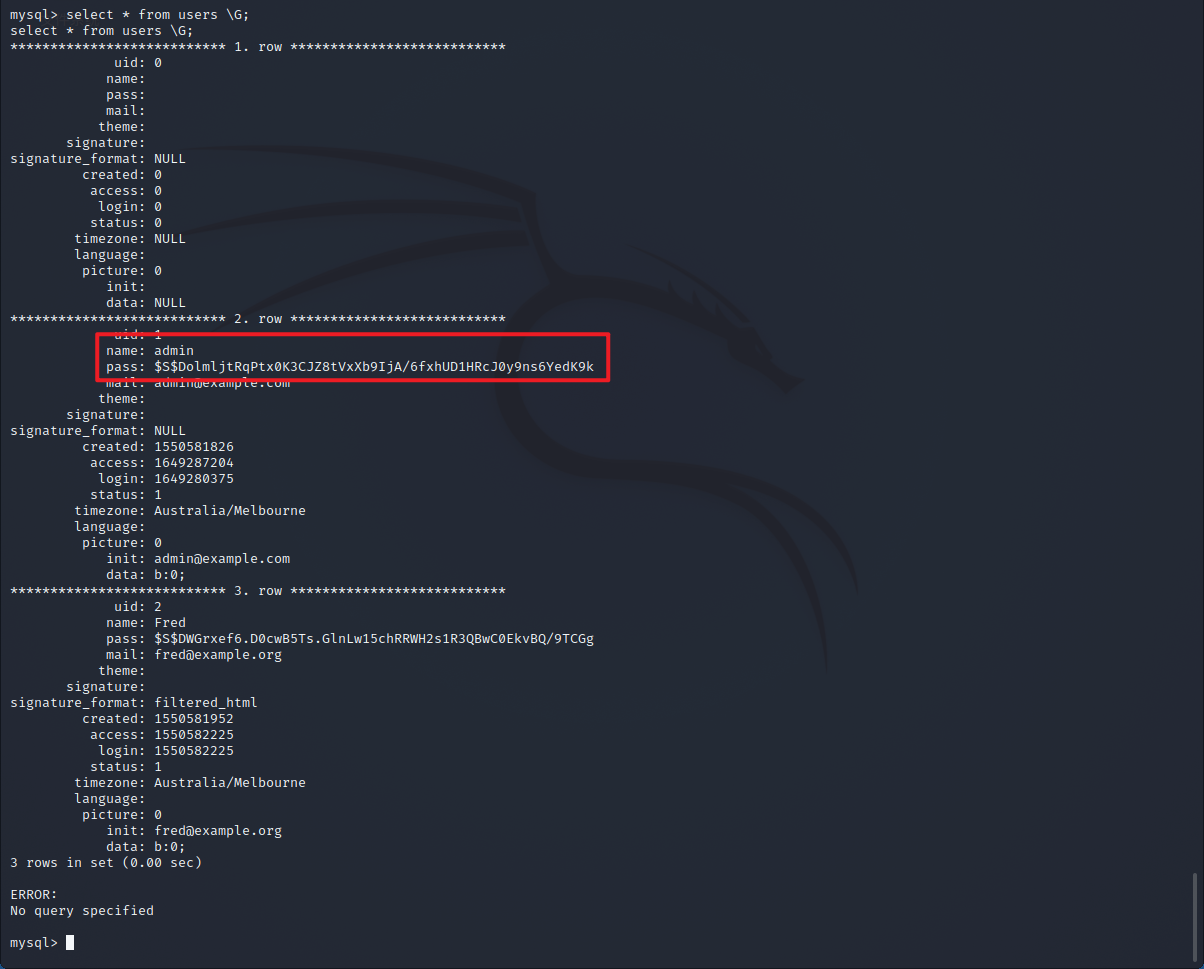 mysql> select * from users \G;
select * from users \G;
*************************** 1. row ***************************
uid: 0
name:
pass:
mail:
theme:
signature:
signature_format: NULL
created: 0
access: 0
login: 0
status: 0
timezone: NULL
language:
picture: 0
init:
data: NULL
*************************** 2. row ***************************
uid: 1
name: admin
pass: $S$DolmljtRqPtx0K3CJZ8tVxXb9IjA/6fxhUD1HRcJ0y9ns6YedK9k
mail: admin@example.com
theme:
signature:
signature_format: NULL
created: 1550581826
access: 1649287204
login: 1649280375
status: 1
timezone: Australia/Melbourne
language:
picture: 0
init: admin@example.com
data: b:0;
*************************** 3. row ***************************
uid: 2
name: Fred
pass: $S$DWGrxef6.D0cwB5Ts.GlnLw15chRRWH2s1R3QBwC0EkvBQ/9TCGg
mail: fred@example.org
theme:
signature:
signature_format: filtered_html
created: 1550581952
access: 1550582225
login: 1550582225
status: 1
timezone: Australia/Melbourne
language:
picture: 0
init: fred@example.org
data: b:0;
3 rows in set (0.00 sec)
ERROR:
No query specified
mysql>